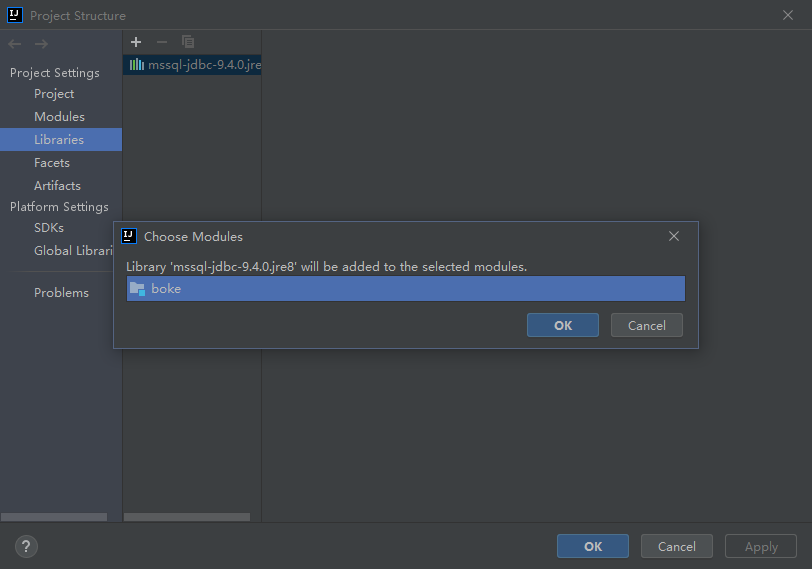 Project Structure
Project Settings
Project
Modules
Libraries
Facets
Artifacts
Platform Settings
SDKs
Global Librari
Problems
mssql-jdbc-9.4.0.jre
Choose Modules
Library 'mssql-jdbc-9.4.0.jre8' will be added to the selected modules.
boke
OK Cancel
? OK Cancel Apply